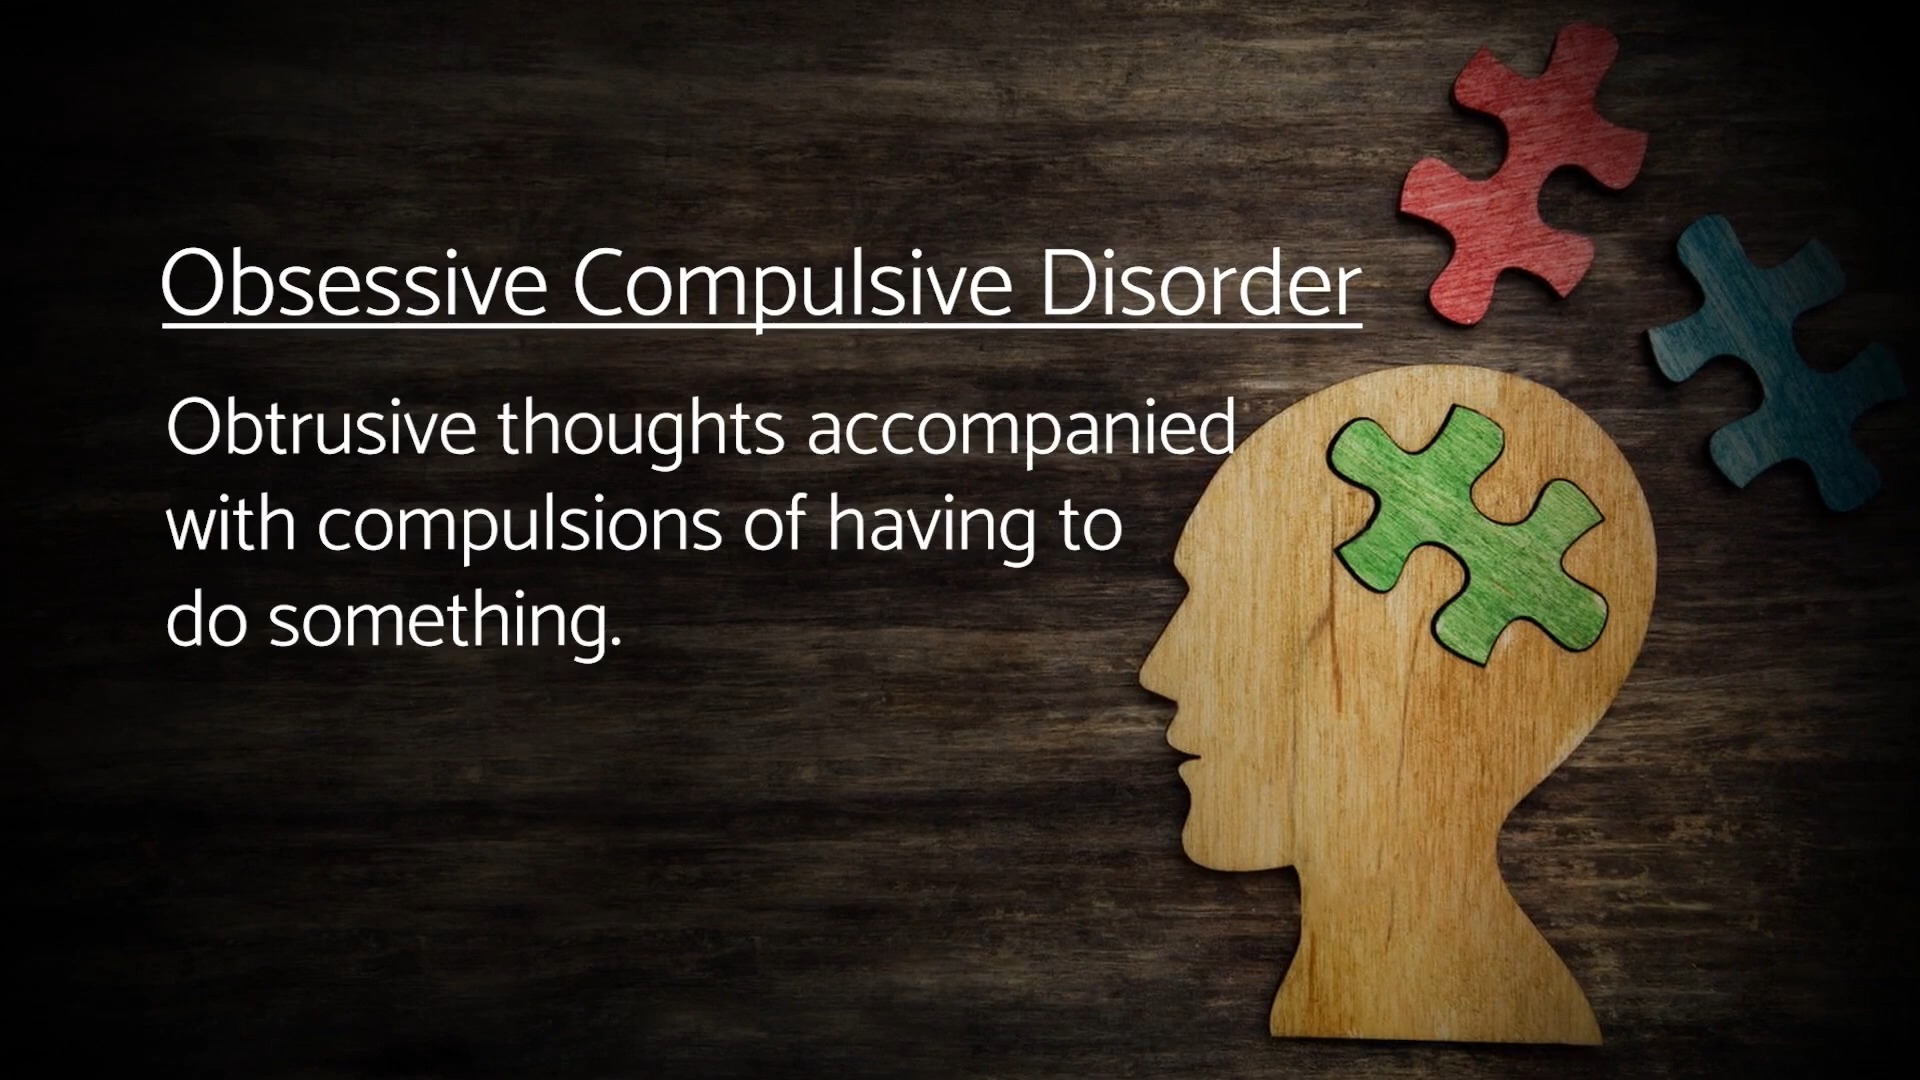 Obsessive Compulsive Disorder
Obtrusive thoughts accompanied
with compulsions of having to
do something.